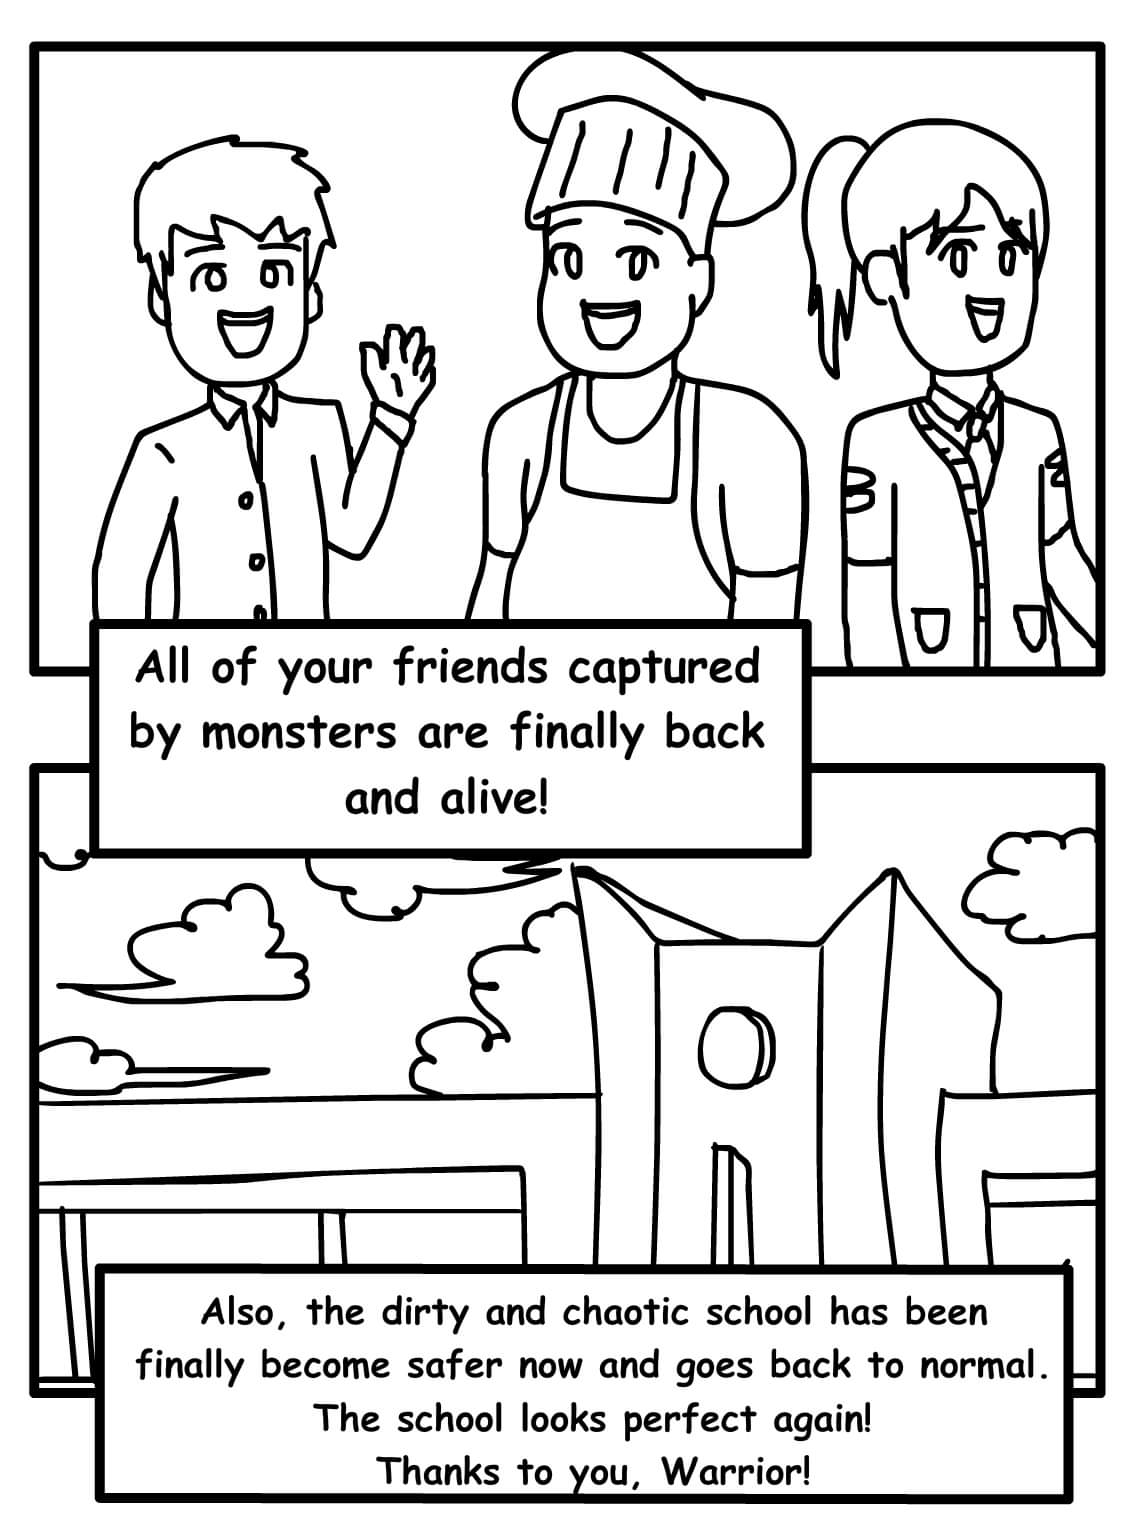 All of your friends captured
by monsters are finally back
and alive!
Also, the dirty and chaotic school has been
finally become safer now and goes back to normal.
The school looks perfect again!
Thanks to you, Warrior!